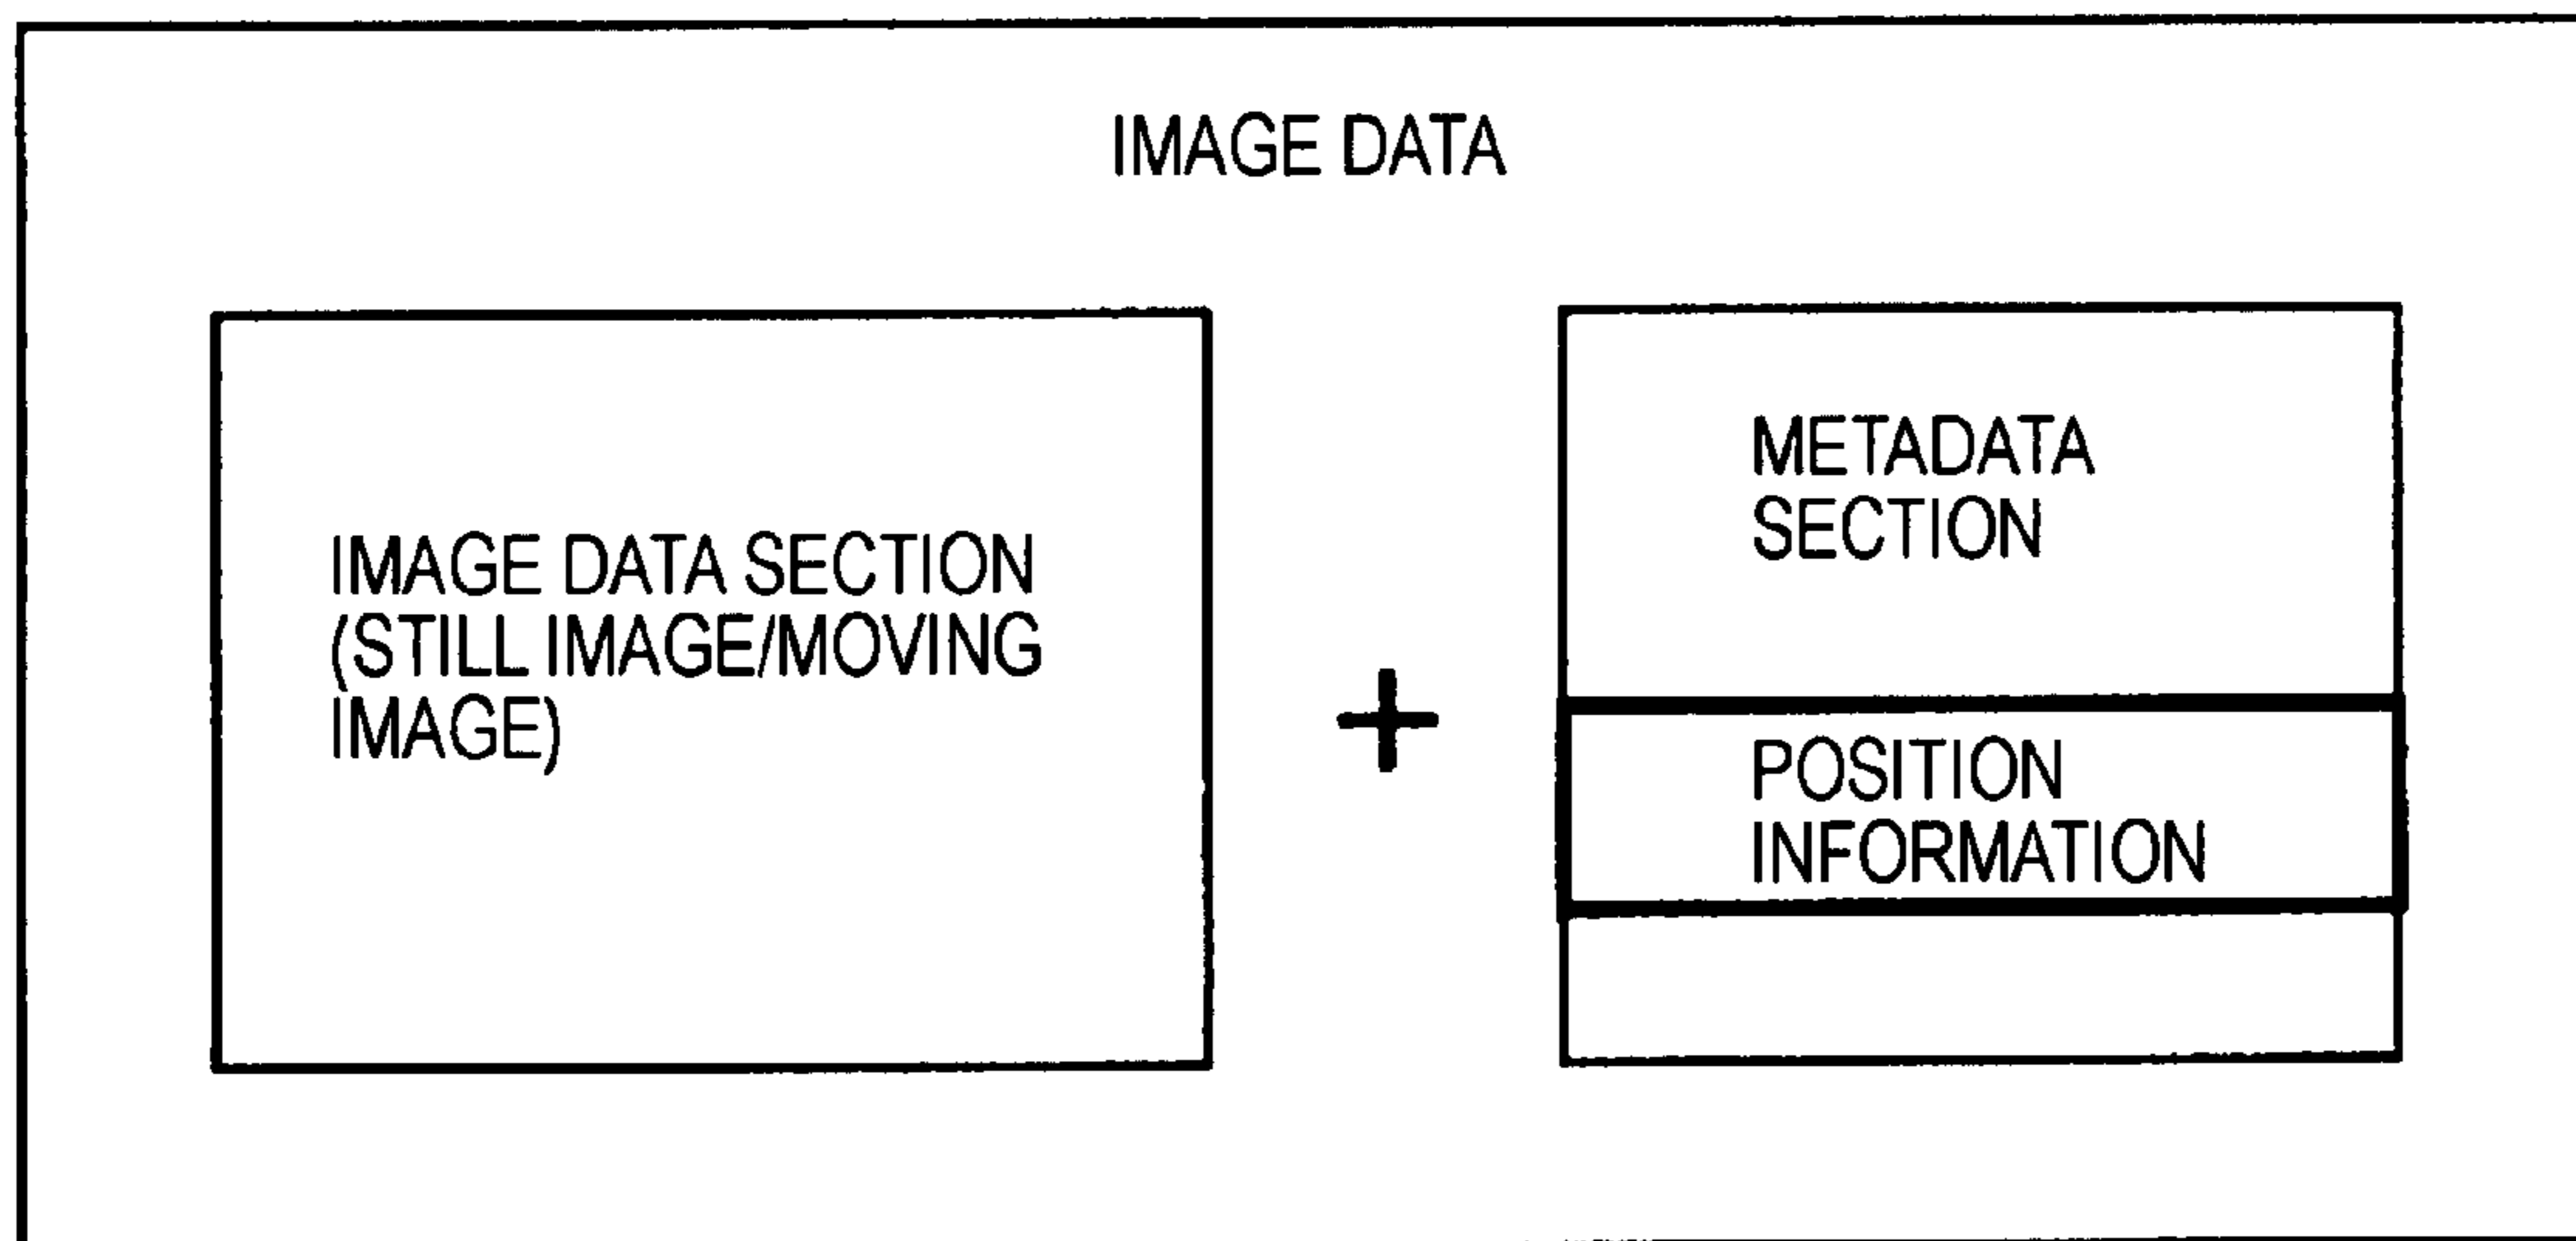 IMAGE DATA
IMAGE DATA SECTION
(STILL IMAGE/MOVING
IMAGE)
+
METADATA
SECTION
POSITION
INFORMATION